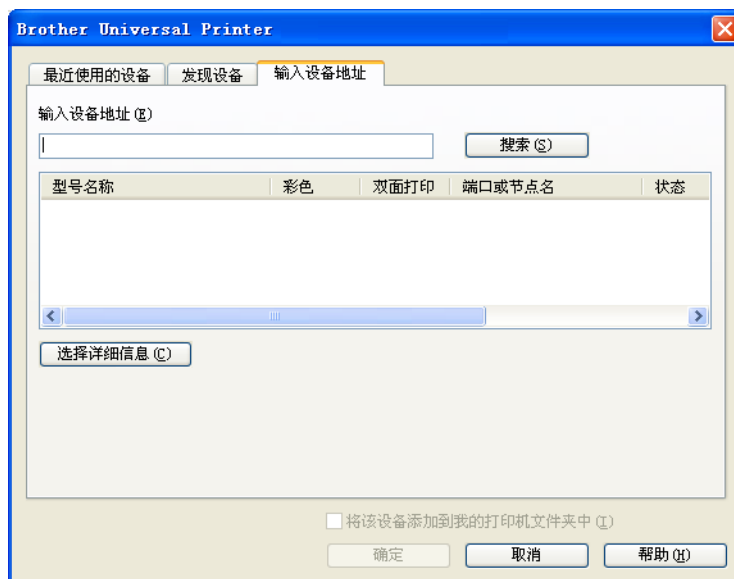 Brother Universal Printer
最近使用的设备 发现设备 输入设备地址
输入设备地址(E)
搜索(S)
型号名称 彩色 双面打印 端口或节点名 状态
选择详细信息(C)
将该设备添加到我的打印机文件夹中(I)
确定 取消 帮助(H)